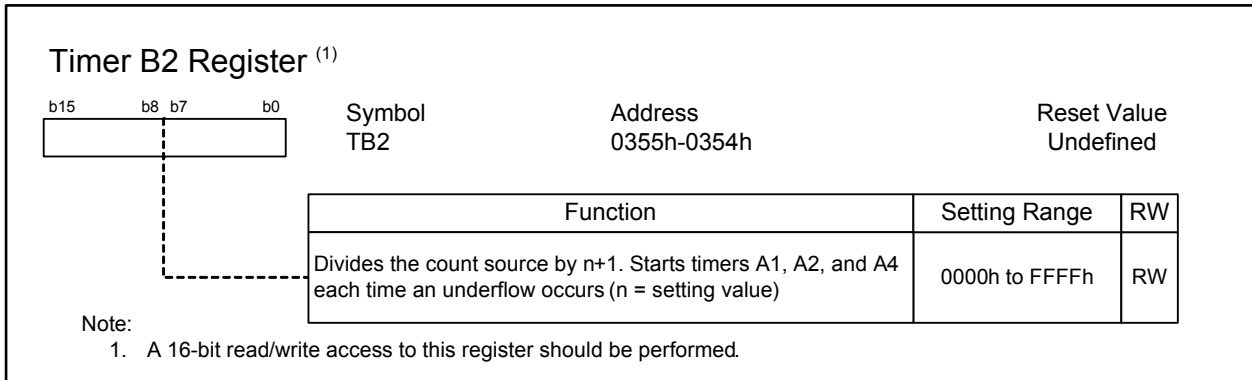 Timer B2 Register (1)
b15 b8 b7 b0
Symbol Address Reset Value
TB2 0355h-0354h Undefined
Function Setting Range RW
Divides the count source by n+1. Starts timers A1, A2, and A4
each time an underflow occurs (n = setting value)
0000h to FFFFh RW
Note:
1. A 16-bit read/write access to this register should be performed.